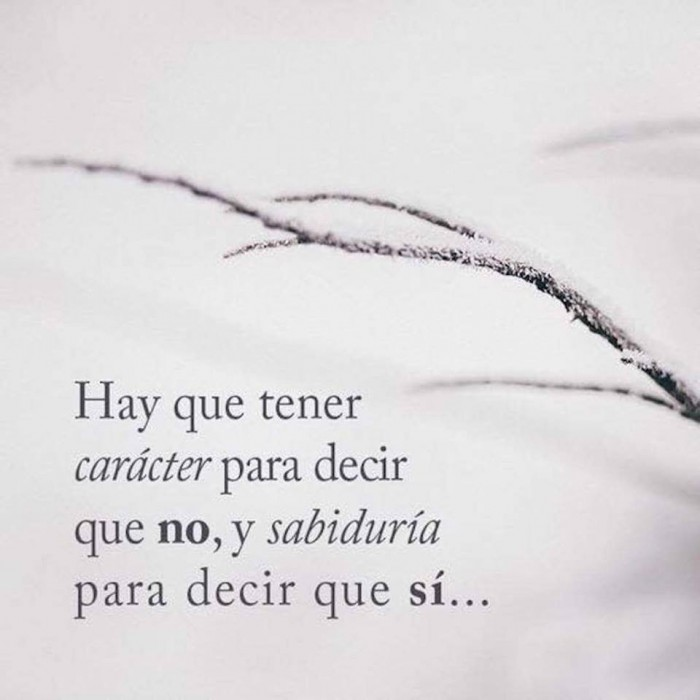 Hay que tener
carácter para decir
que no, y sabiduría
para decir que sí...